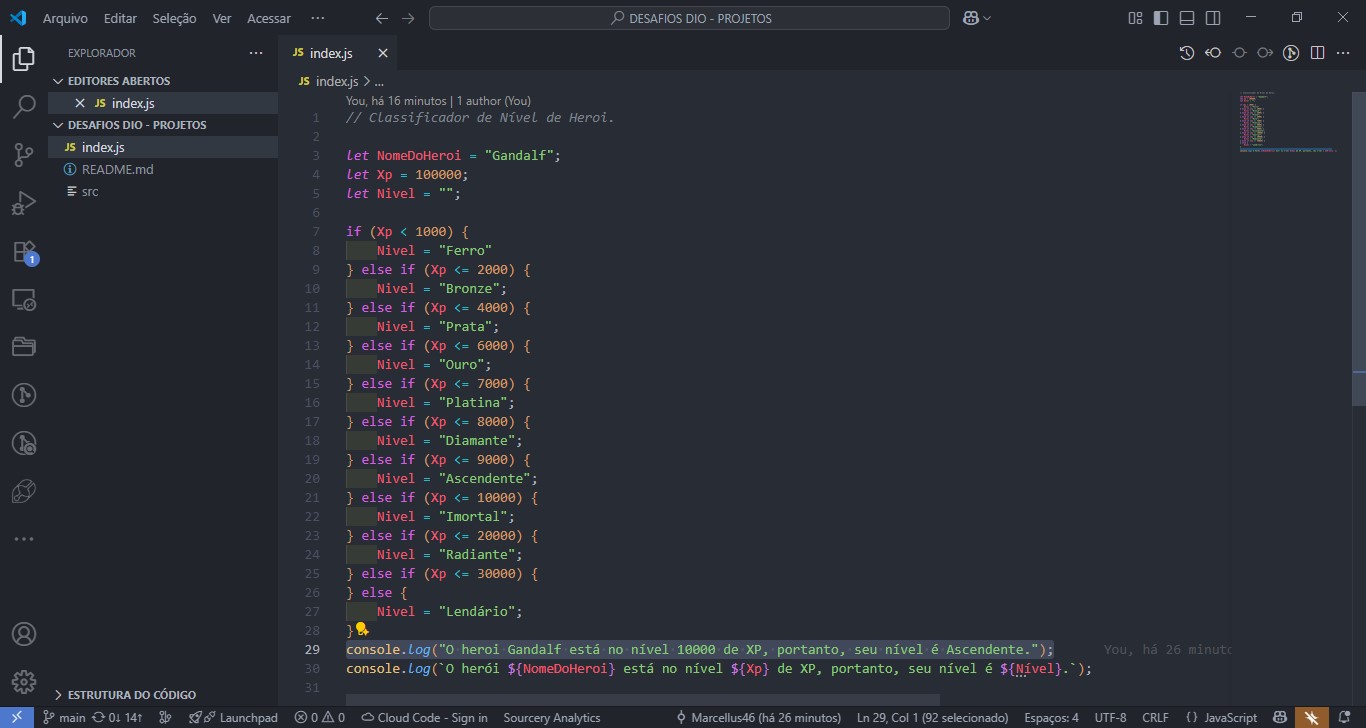 Arquivo Editar Seleção Ver Acessar ··· DESAFIOS DIO - PROJETOS
EXPLORADOR ···
EDITORES ABERTOS
JS index.js
DESAFIOS DIO - PROJETOS
JS index.js
README.md
src
1
ESTRUTURA DO CÓDIGO
JS index.js
JS index.js > ...
You, há 16 minutos | 1 author (You)
1 // Classificador de Nível de Heroi.
2
3 let NomeDoHeroi = "Gandalf";
4 let Xp = 100000;
5 let Nivel = "";
6
7 if (Xp < 1000) {
8 Nivel = "Ferro"
9 } else if (Xp <= 2000) {
10 Nivel = "Bronze";
11 } else if (Xp <= 4000) {
12 Nivel = "Prata";
13 } else if (Xp <= 6000) {
14 Nivel = "Ouro";
15 } else if (Xp <= 7000) {
16 Nivel = "Platina";
17 } else if (Xp <= 8000) {
18 Nivel = "Diamante";
19 } else if (Xp <= 9000) {
20 Nivel = "Ascendente";
21 } else if (Xp <= 10000) {
22 Nivel = "Imortal";
23 } else if (Xp <= 20000) {
24 Nivel = "Radiante";
25 } else if (Xp <= 30000) {
26 } else {
27 Nivel = "Lendário";
28 }
29 console.log("O heroi Gandalf está no nível 10000 de XP, portanto, seu nível é Ascendente."); You, há 26 minuto
30 console.log(`O herói ${NomeDoHeroi} está no nível ${Xp} de XP, portanto, seu nível é ${Nível}.`);
31
main 0↓ 14↑ Launchpad 0 0 Cloud Code - Sign in Sourcery Analytics Marcellus46 (há 26 minutos) Ln 29, Col 1 (92 selecionado) Espaços: 4 UTF-8 CRLF {} JavaScript